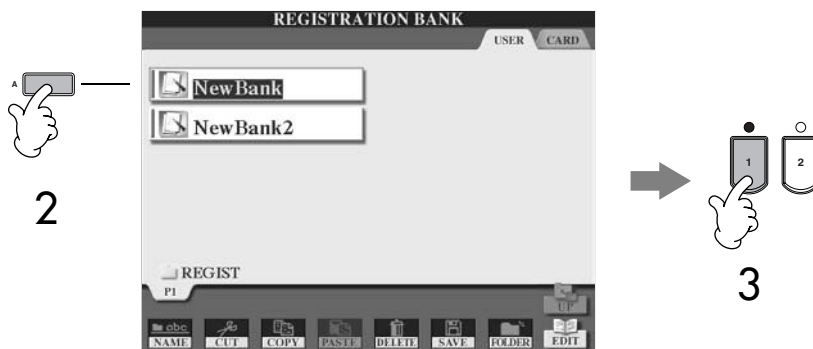 REGISTRATION BANK
USER CARD
A
NewBank
NewBank2
1 2
2
3
REGIST
P1
UP
abc
NAME CUT COPY PASTE DELETE SAVE FOLDER EDIT